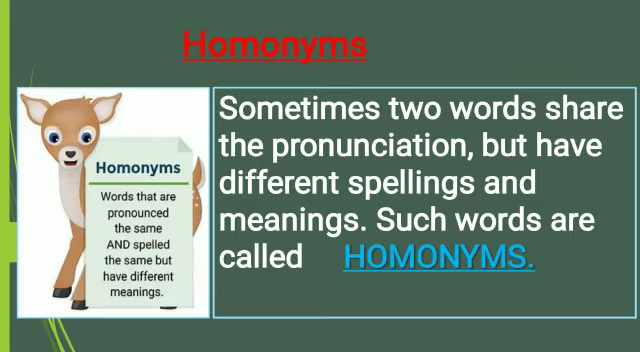 Homonyms
Homonyms
Words that are
pronounced
the same
AND spelled
the same but
have different
meanings.
Sometimes two words share
the pronunciation, but have
different spellings and
meanings. Such words are
called HOMONYMS.